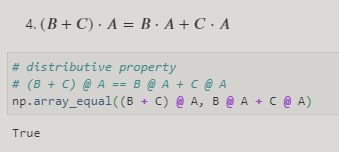 4. (B + C) · A = B · A + C · A
# distributive property
# (B + C) @ A == B @ A + C @ A
np.array_equal((B + C) @ A, B @ A + C @ A)
True